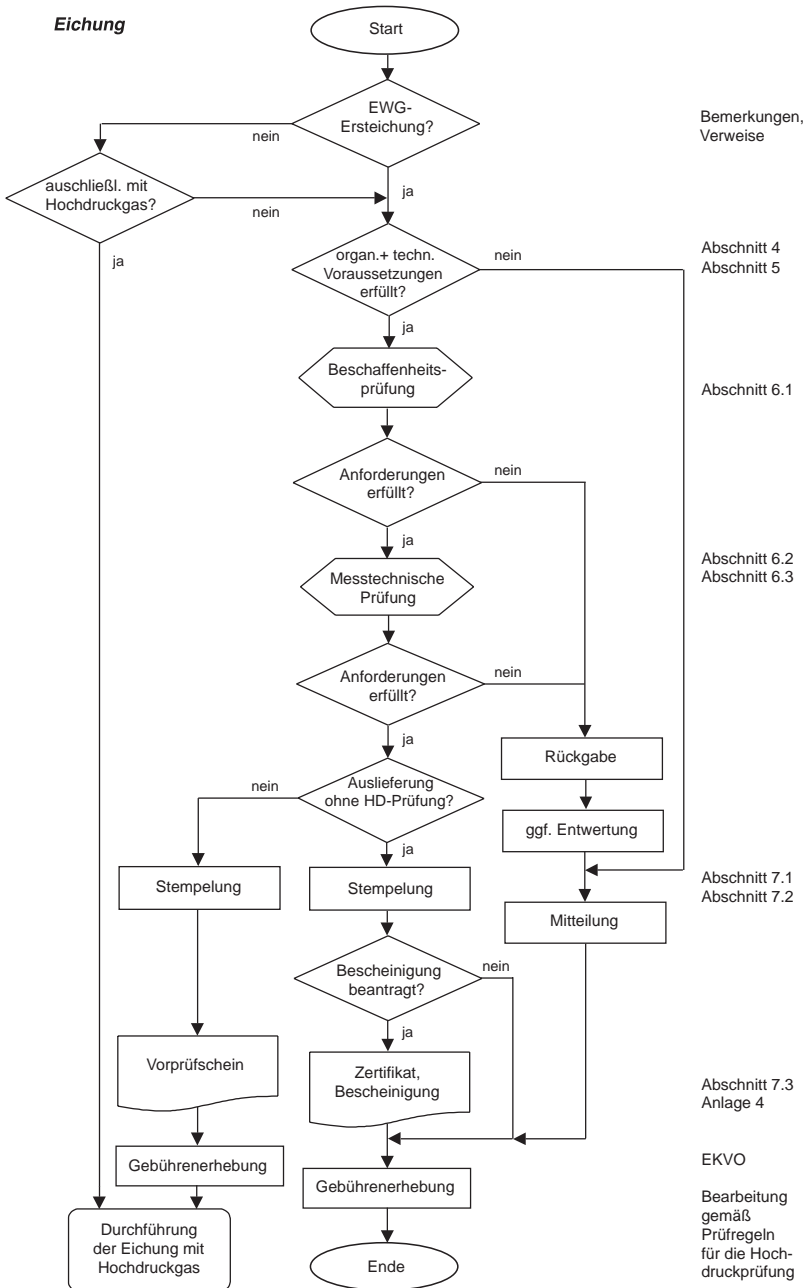 Eichung
Start
EWG-
Ersteichung?
nein
ja
Bemerkungen,
Verweise
auschließl. mit
Hochdruckgas?
nein
ja
organ.+ techn.
Voraussetzungen
erfüllt?
nein
ja
Abschnitt 4
Abschnitt 5
Beschaffenheits-
prüfung
Abschnitt 6.1
Anforderungen
erfüllt?
nein
ja
Messtechnische
Prüfung
Abschnitt 6.2
Abschnitt 6.3
Anforderungen
erfüllt?
nein
ja
Rückgabe
Auslieferung
ohne HD-Prüfung?
nein
ja
ggf. Entwertung
Stempelung
Stempelung
Abschnitt 7.1
Abschnitt 7.2
Mitteilung
Bescheinigung
beantragt?
nein
ja
Vorprüfschein
Zertifikat,
Bescheinigung
Abschnitt 7.3
Anlage 4
Gebührenerhebung
Gebührenerhebung
EKVO
Durchführung
der Eichung mit
Hochdruckgas
Ende
Bearbeitung
gemäß
Prüfregeln
für die Hoch-
druckprüfung